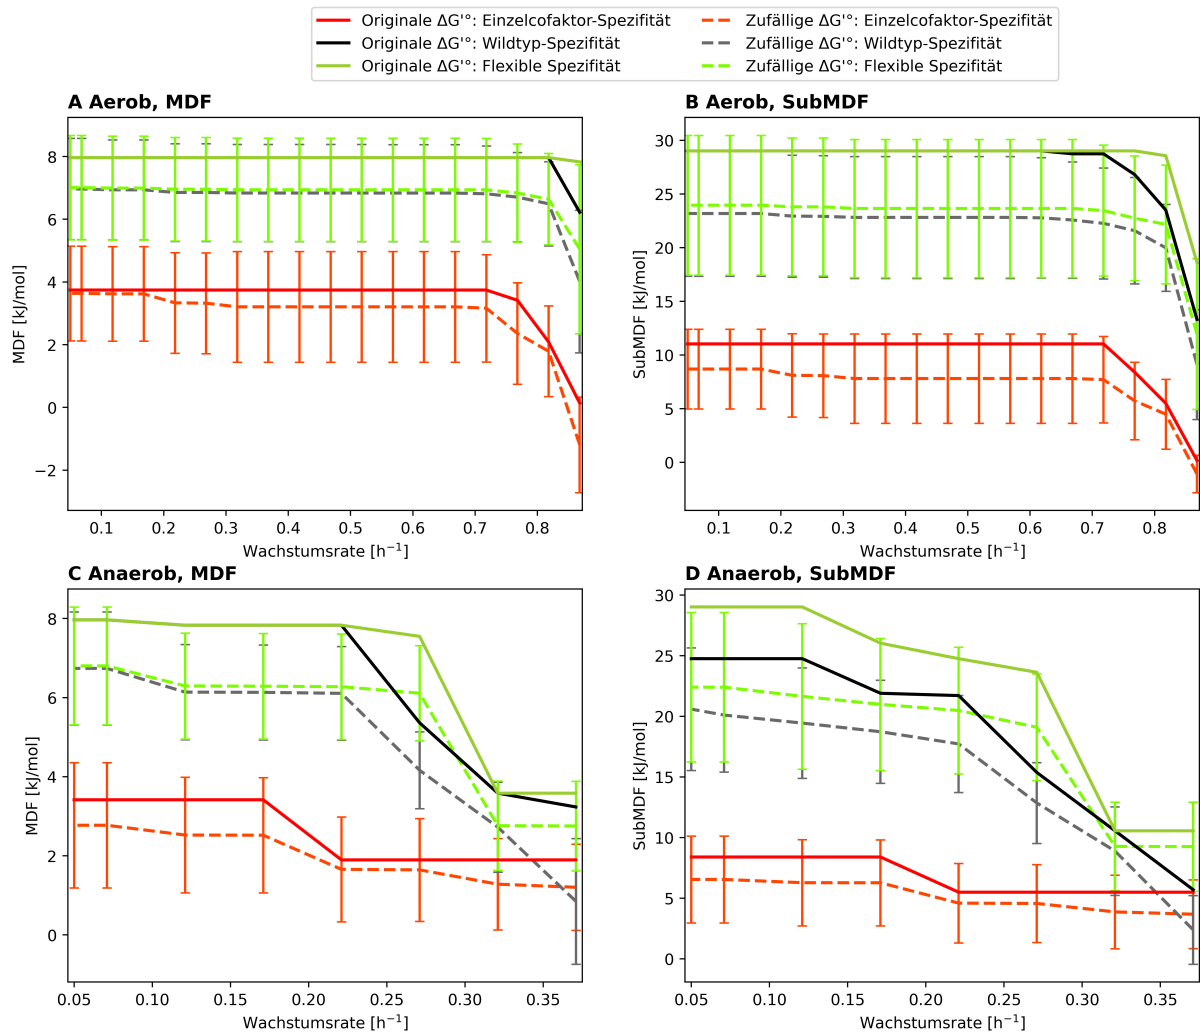 Originale ΔG'°: Einzelcofaktor-Spezifität
Originale ΔG'°: Wildtyp-Spezifität
Originale ΔG'°: Flexible Spezifität
Zufällige ΔG'°: Einzelcofaktor-Spezifität
Zufällige ΔG'°: Wildtyp-Spezifität
Zufällige ΔG'°: Flexible Spezifität
A Aerob, MDF
MDF [kJ/mol]
8
6
4
2
0
−2
0.1 0.2 0.3 0.4 0.5 0.6 0.7 0.8
Wachstumsrate [h⁻¹]
B Aerob, SubMDF
SubMDF [kJ/mol]
30
25
20
15
10
5
0
0.1 0.2 0.3 0.4 0.5 0.6 0.7 0.8
Wachstumsrate [h⁻¹]
C Anaerob, MDF
MDF [kJ/mol]
8
6
4
2
0
0.05 0.10 0.15 0.20 0.25 0.30 0.35
Wachstumsrate [h⁻¹]
D Anaerob, SubMDF
SubMDF [kJ/mol]
30
25
20
15
10
5
0
0.05 0.10 0.15 0.20 0.25 0.30 0.35
Wachstumsrate [h⁻¹]